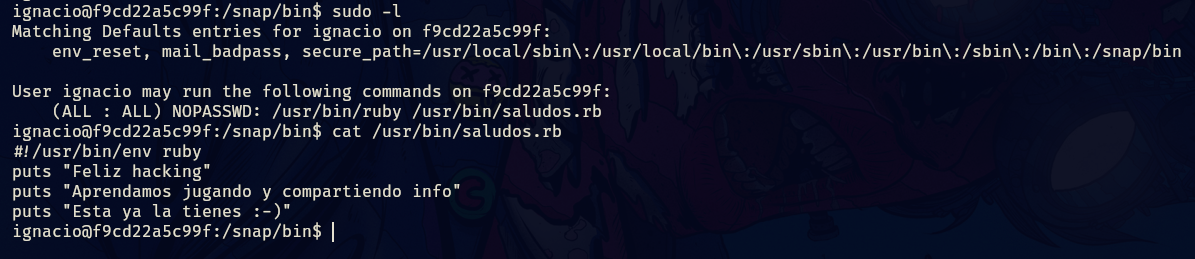 ignacio@f9cd22a5c99f:/snap/bin$ sudo -l
Matching Defaults entries for ignacio on f9cd22a5c99f:
    env_reset, mail_badpass, secure_path=/usr/local/sbin\:/usr/local/bin\:/usr/sbin\:/usr/bin\:/sbin\:/bin\:/snap/bin

User ignacio may run the following commands on f9cd22a5c99f:
    (ALL : ALL) NOPASSWD: /usr/bin/ruby /usr/bin/saludos.rb
ignacio@f9cd22a5c99f:/snap/bin$ cat /usr/bin/saludos.rb
#!/usr/bin/env ruby
puts "Feliz hacking"
puts "Aprendamos jugando y compartiendo info"
puts "Esta ya la tienes :-)"
ignacio@f9cd22a5c99f:/snap/bin$